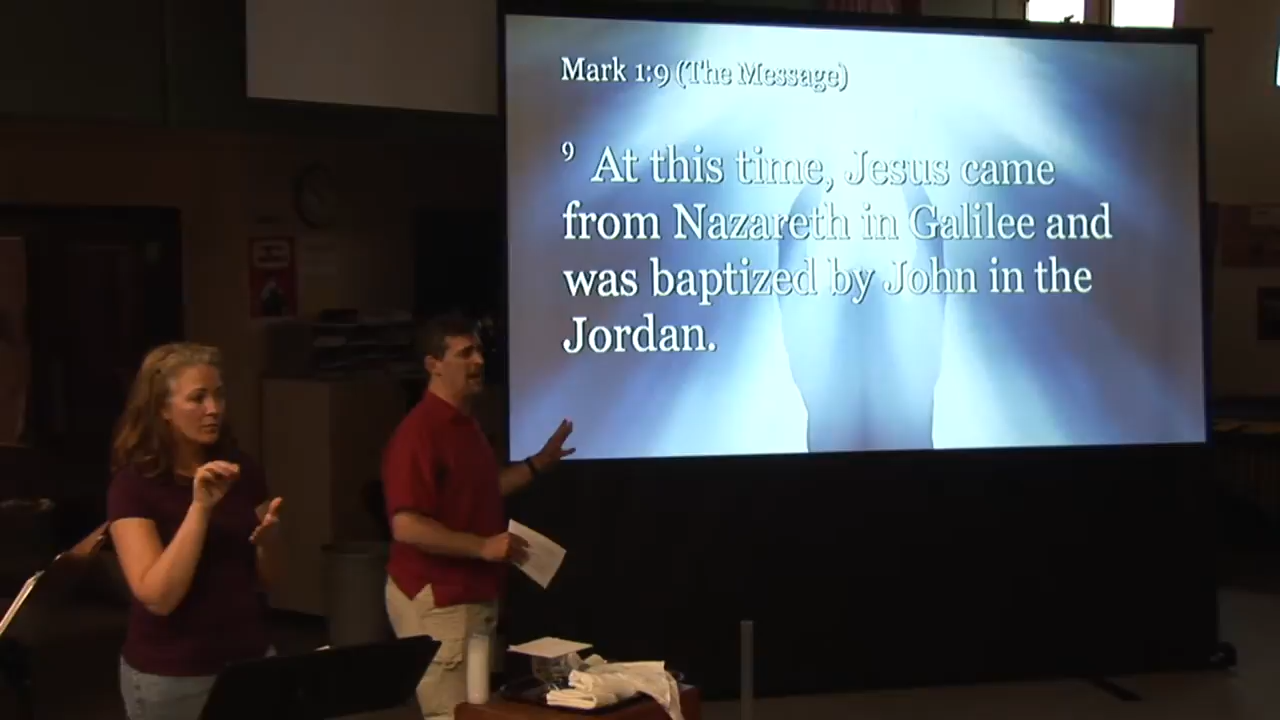 Mark 1:9 (The Message)
9 At this time, Jesus came
from Nazareth in Galilee and
was baptized by John in the
Jordan.